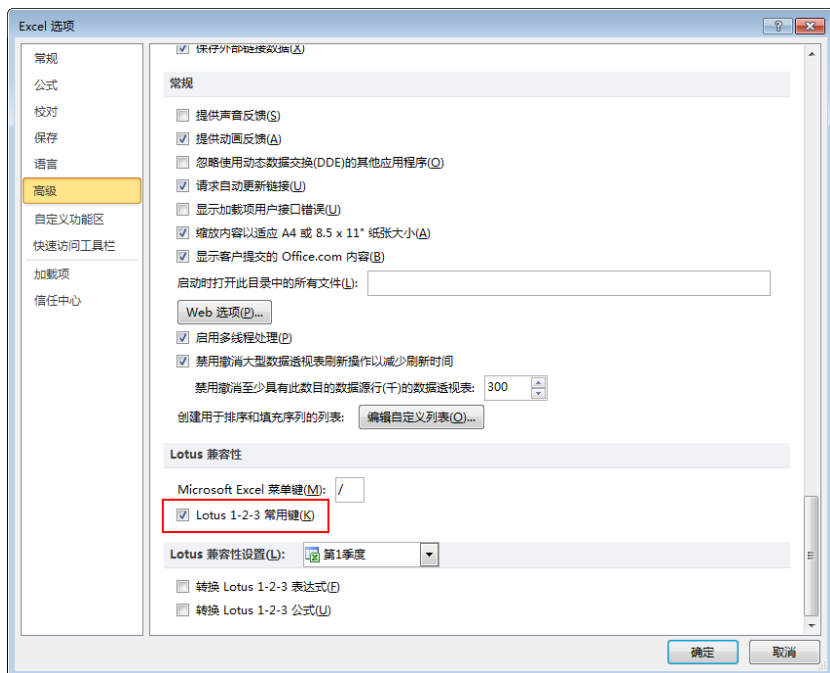 Excel 选项
常规
公式
校对
保存
语言
高级
自定义功能区
快速访问工具栏
加载项
信任中心
保存外部链接数据(X)
常规
提供声音反馈(S)
提供动画反馈(A)
忽略使用动态数据交换(DDE)的其他应用程序(O)
请求自动更新链接(U)
显示加载项用户接口错误(U)
缩放内容以适应 A4 或 8.5 x 11" 纸张大小(A)
显示客户提交的 Office.com 内容(B)
启动时打开此目录中的所有文件(L):
Web 选项(P)...
启用多线程处理(P)
禁用撤消大型数据透视表刷新操作以减少刷新时间
禁用撤消至少具有此数目的数据源行(千)的数据透视表: 300
创建用于排序和填充序列的列表: 编辑自定义列表(O)...
Lotus 兼容性
Microsoft Excel 菜单键(M): /
Lotus 1-2-3 常用键(K)
Lotus 兼容性设置(L): 第1季度
转换 Lotus 1-2-3 表达式(F)
转换 Lotus 1-2-3 公式(U)
确定 取消